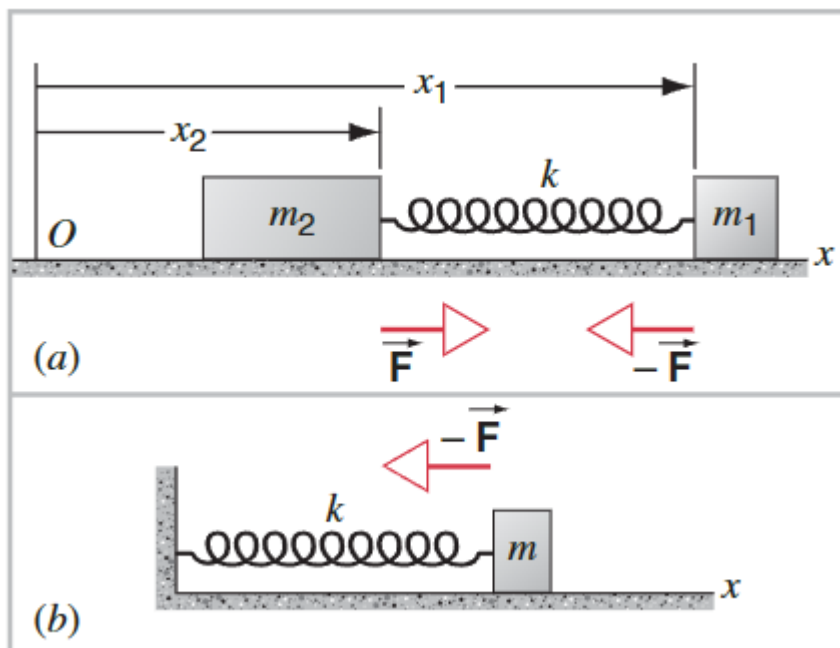 x₁
x₂
k
m₂ m₁
O x
(a) F⃗ −F⃗
−F⃗
k
m
x
(b)